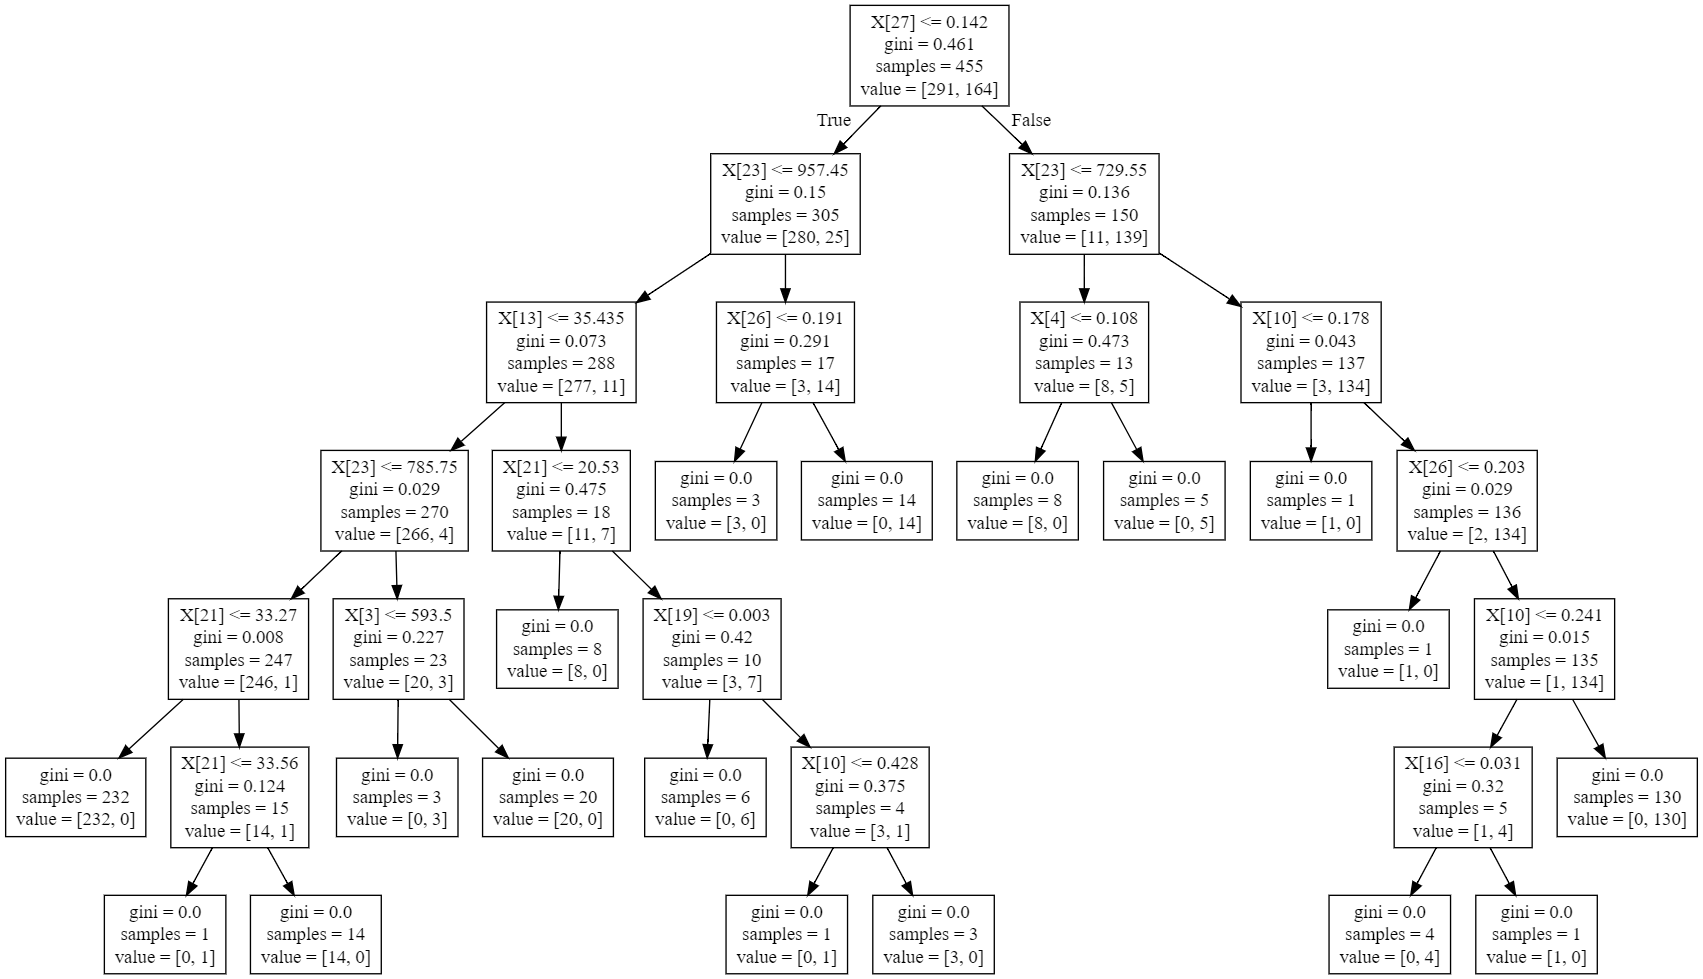 X[27] <= 0.142
gini = 0.461
samples = 455
value = [291, 164]
True
False
X[23] <= 957.45
gini = 0.15
samples = 305
value = [280, 25]
X[23] <= 729.55
gini = 0.136
samples = 150
value = [11, 139]
X[13] <= 35.435
gini = 0.073
samples = 288
value = [277, 11]
X[26] <= 0.191
gini = 0.291
samples = 17
value = [3, 14]
X[4] <= 0.108
gini = 0.473
samples = 13
value = [8, 5]
X[10] <= 0.178
gini = 0.043
samples = 137
value = [3, 134]
X[23] <= 785.75
gini = 0.029
samples = 270
value = [266, 4]
X[21] <= 20.53
gini = 0.475
samples = 18
value = [11, 7]
gini = 0.0
samples = 3
value = [3, 0]
gini = 0.0
samples = 14
value = [0, 14]
gini = 0.0
samples = 8
value = [8, 0]
gini = 0.0
samples = 5
value = [0, 5]
gini = 0.0
samples = 1
value = [1, 0]
X[26] <= 0.203
gini = 0.029
samples = 136
value = [2, 134]
X[21] <= 33.27
gini = 0.008
samples = 247
value = [246, 1]
X[3] <= 593.5
gini = 0.227
samples = 23
value = [20, 3]
gini = 0.0
samples = 8
value = [8, 0]
X[19] <= 0.003
gini = 0.42
samples = 10
value = [3, 7]
gini = 0.0
samples = 1
value = [1, 0]
X[10] <= 0.241
gini = 0.015
samples = 135
value = [1, 134]
gini = 0.0
samples = 232
value = [232, 0]
X[21] <= 33.56
gini = 0.124
samples = 15
value = [14, 1]
gini = 0.0
samples = 3
value = [0, 3]
gini = 0.0
samples = 20
value = [20, 0]
gini = 0.0
samples = 6
value = [0, 6]
X[10] <= 0.428
gini = 0.375
samples = 4
value = [3, 1]
X[16] <= 0.031
gini = 0.32
samples = 5
value = [1, 4]
gini = 0.0
samples = 130
value = [0, 130]
gini = 0.0
samples = 1
value = [0, 1]
gini = 0.0
samples = 14
value = [14, 0]
gini = 0.0
samples = 1
value = [0, 1]
gini = 0.0
samples = 3
value = [3, 0]
gini = 0.0
samples = 4
value = [0, 4]
gini = 0.0
samples = 1
value = [1, 0]